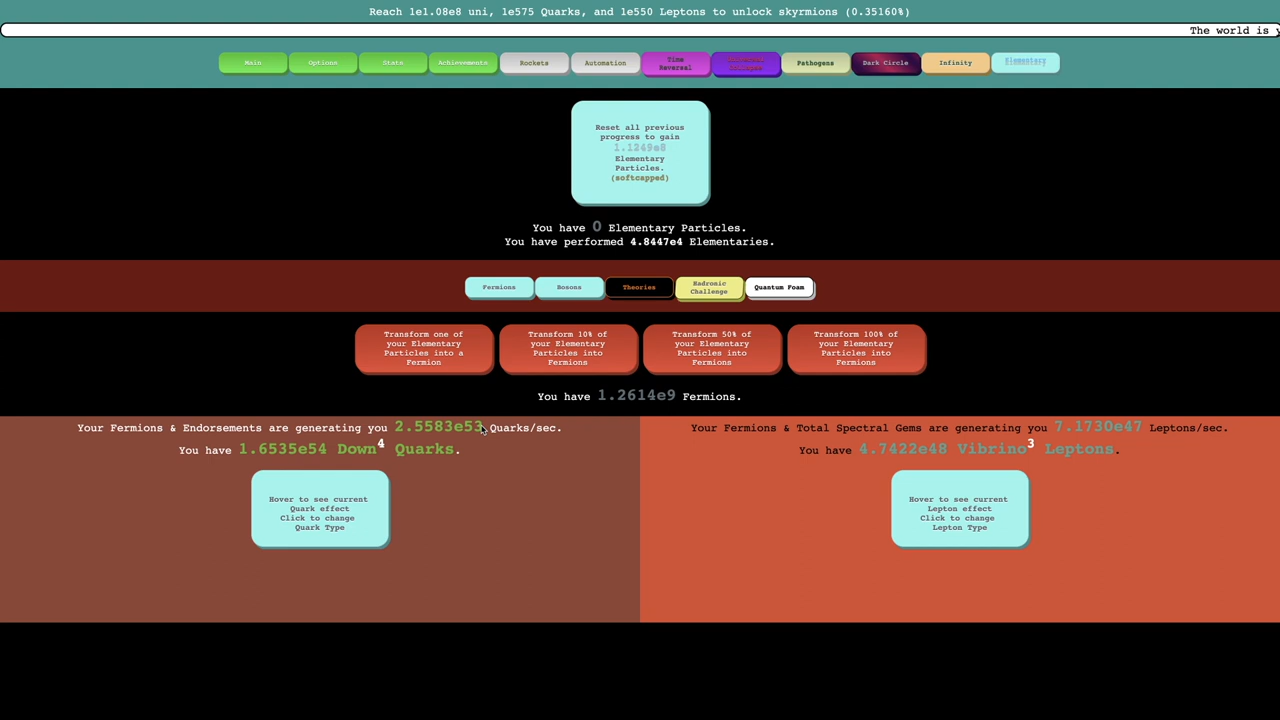 Reach 1e1.08e8 uni, 1e575 Quarks, and 1e550 Leptons to unlock skyrmions (0.35160%)
The world is y
Main
Options
Stats
Achievements
Rockets
Automation
Time
Reversal
Pathogens
Dark Circle
Infinity
Elementary
Reset all previous
progress to gain
1.1249e8
Elementary
Particles.
(softcapped)
You have 0 Elementary Particles.
You have performed 4.8447e4 Elementaries.
Fermions
Bosons
Theories
Hadronic
Challenge
Quantum Foam
Transform one of
your Elementary
Particles into a
Fermion
Transform 10% of
your Elementary
Particles into
Fermions
Transform 50% of
your Elementary
Particles into
Fermions
Transform 100% of
your Elementary
Particles into
Fermions
You have 1.2614e9 Fermions.
Your Fermions & Endorsements are generating you 2.5583e53 Quarks/sec.
You have 1.6535e54 Down4 Quarks.
Hover to see current
Quark effect
Click to change
Quark Type
Your Fermions & Total Spectral Gems are generating you 7.1730e47 Leptons/sec.
You have 4.7422e48 Vibrino3 Leptons.
Hover to see current
Lepton effect
Click to change
Lepton Type